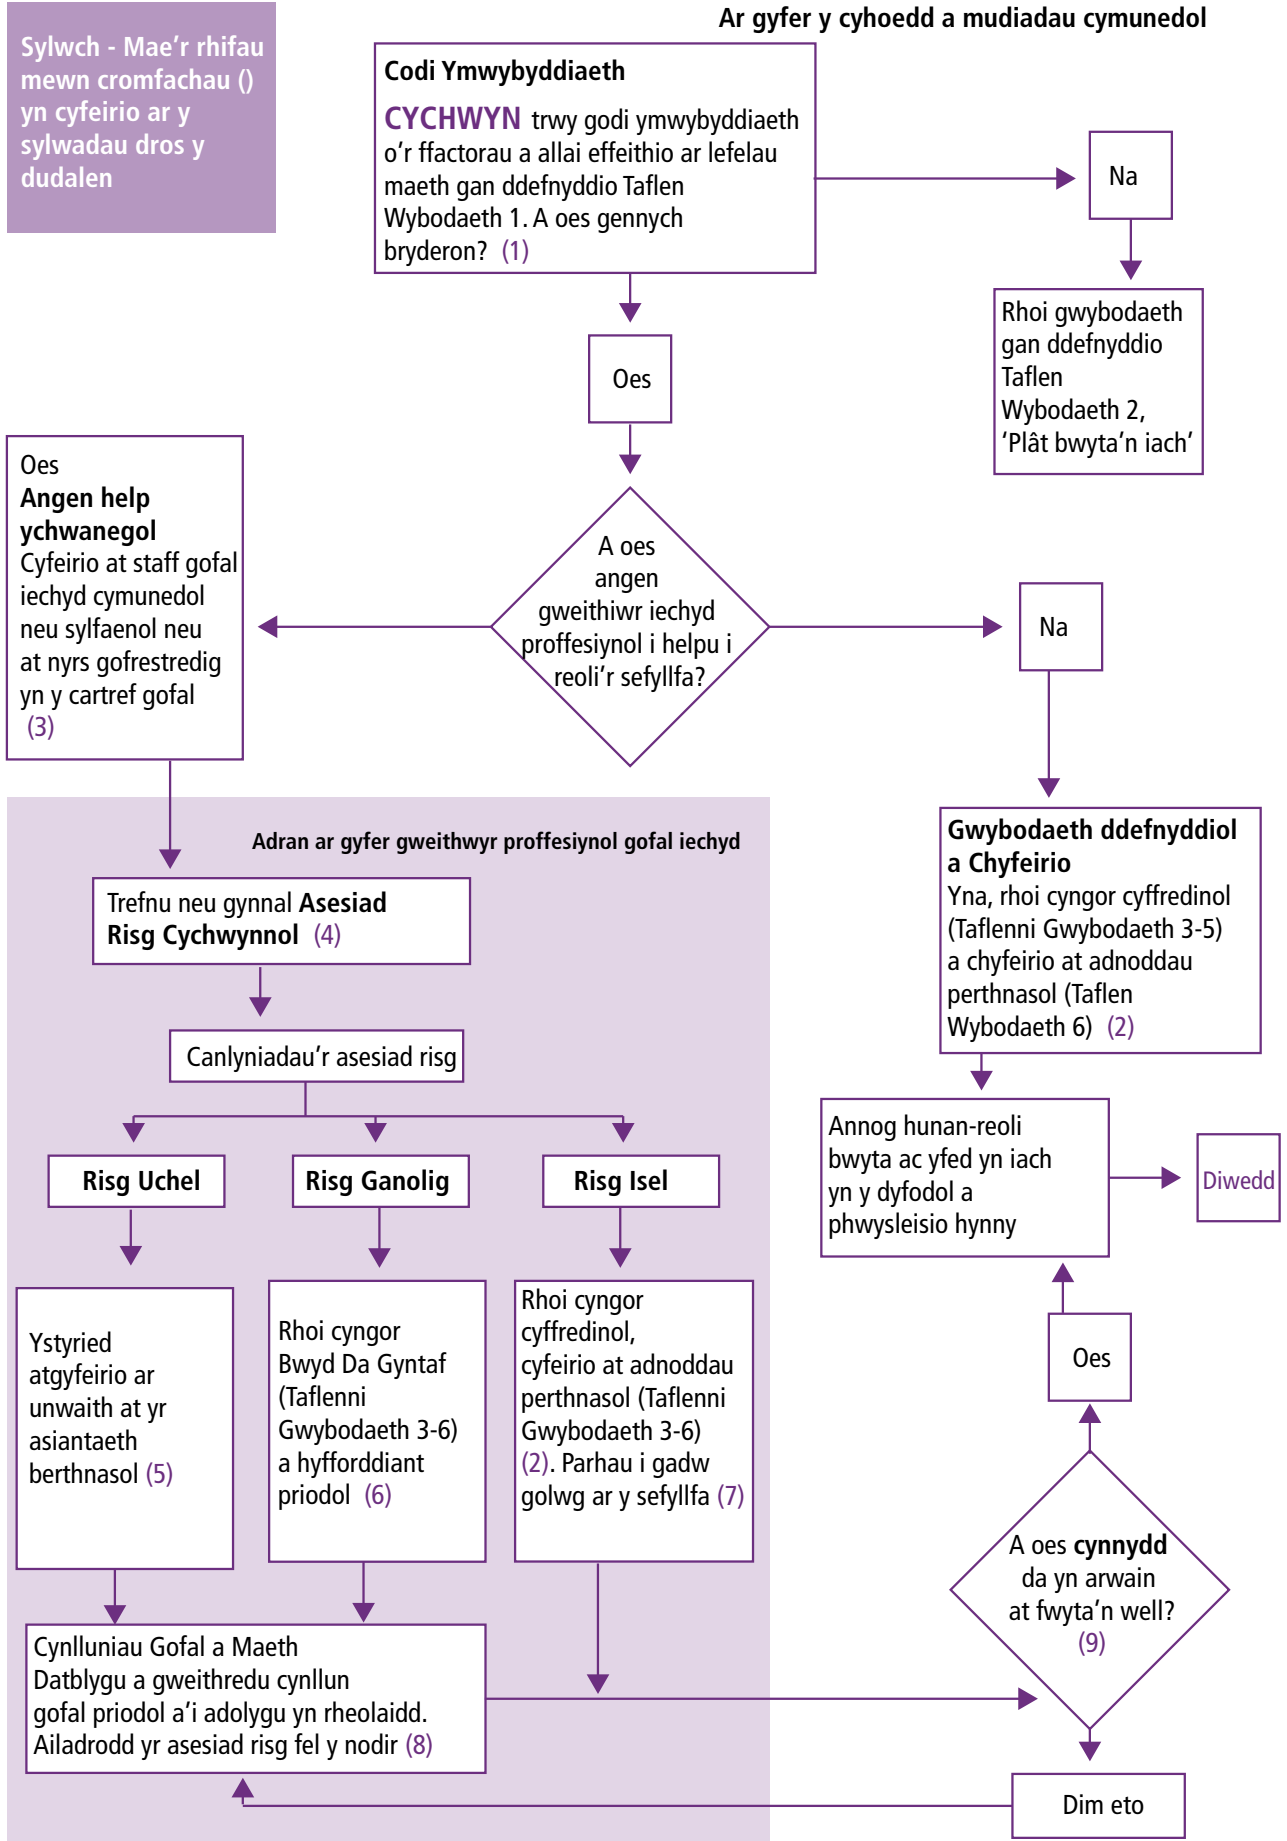 Ar gyfer y cyhoedd a mudiadau cymunedol
Sylwch - Mae'r rhifau
mewn cromfachau ()
yn cyfeirio ar y
sylwadau dros y
dudalen
Codi Ymwybyddiaeth
CYCHWYN trwy godi ymwybyddiaeth
o'r ffactorau a allai effeithio ar lefelau
maeth gan ddefnyddio Taflen
Wybodaeth 1. A oes gennych
bryderon? (1)
Na
Rhoi gwybodaeth
gan ddefnyddio
Taflen
Wybodaeth 2,
‘Plât bwyta’n iach’
Oes
A oes
angen
gweithiwr iechyd
proffesiynol i helpu i
reoli’r sefyllfa?
Oes
Angen help
ychwanegol
Cyfeirio at staff gofal
iechyd cymunedol
neu sylfaenol neu
at nyrs gofrestredig
yn y cartref gofal
(3)
Na
Gwybodaeth ddefnyddiol
a Chyfeirio
Yna, rhoi cyngor cyffredinol
(Taflenni Gwybodaeth 3-5)
a chyfeirio at adnoddau
perthnasol (Taflen
Wybodaeth 6) (2)
Adran ar gyfer gweithwyr proffesiynol gofal iechyd
Trefnu neu gynnal Asesiad
Risg Cychwynnol (4)
Canlyniadau’r asesiad risg
Risg Uchel
Risg Ganolig
Risg Isel
Ystyried
atgyfeirio ar
unwaith at yr
asiantaeth
berthnasol (5)
Rhoi cyngor
Bwyd Da Gyntaf
(Taflenni
Gwybodaeth 3-6)
a hyfforddiant
priodol (6)
Rhoi cyngor
cyffredinol,
cyfeirio at adnoddau
perthnasol (Taflenni
Gwybodaeth 3-6)
(2). Parhau i gadw
golwg ar y sefyllfa (7)
Cynlluniau Gofal a Maeth
Datblygu a gweithredu cynllun
gofal priodol a’i adolygu yn rheolaidd.
Ailadrodd yr asesiad risg fel y nodir (8)
Annog hunan-reoli
bwyta ac yfed yn iach
yn y dyfodol a
phwysleisio hynny
Diwedd
Oes
A oes cynnydd
da yn arwain
at fwyta’n well?
(9)
Dim eto